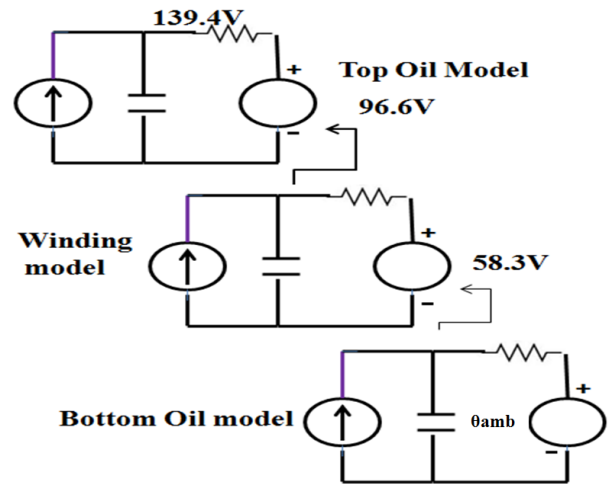 139.4V
+
Top Oil Model
96.6V
-
Winding
model
+
58.3V
-
Bottom Oil model
θamb
+
-